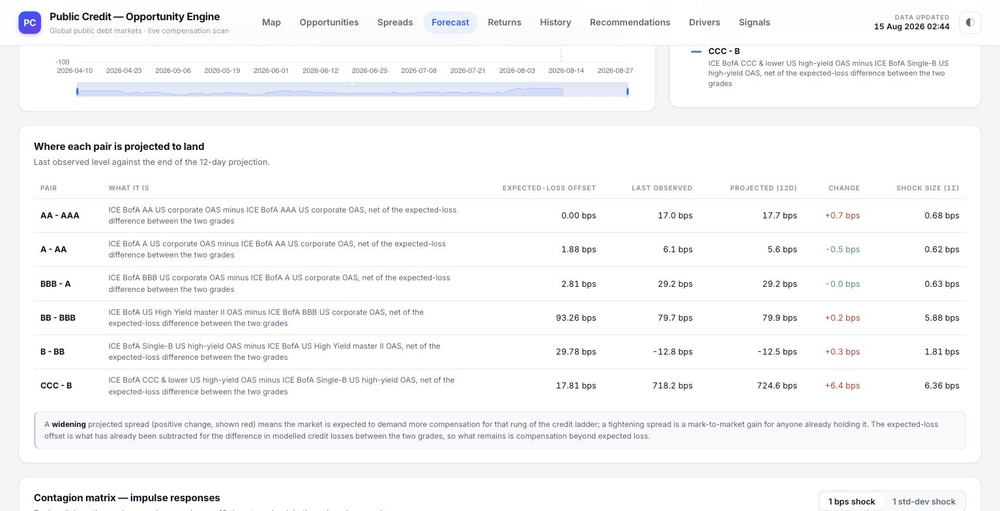 PC
Public Credit — Opportunity Engine
Global public debt markets · live compensation scan
Map Opportunities Spreads Forecast Returns History Recommendations Drivers Signals
DATA UPDATED
15 Aug 2026 02:44
-100
2026-04-10 2026-04-23 2026-05-06 2026-05-19 2026-06-01 2026-06-12 2026-06-25 2026-07-08 2026-07-21 2026-08-03 2026-08-14 2026-08-27
CCC - B
ICE BofA CCC & lower US high-yield OAS minus ICE BofA Single-B US
high-yield OAS, net of the expected-loss difference between the two
grades
Where each pair is projected to land
Last observed level against the end of the 12-day projection.
PAIR WHAT IT IS EXPECTED-LOSS OFFSET LAST OBSERVED PROJECTED (12D) CHANGE SHOCK SIZE (1Σ)
AA - AAA ICE BofA AA US corporate OAS minus ICE BofA AAA US corporate OAS, net of the expected-loss
difference between the two grades 0.00 bps 17.0 bps 17.7 bps +0.7 bps 0.68 bps
A - AA ICE BofA A US corporate OAS minus ICE BofA AA US corporate OAS, net of the expected-loss
difference between the two grades 1.88 bps 6.1 bps 5.6 bps -0.5 bps 0.62 bps
BBB - A ICE BofA BBB US corporate OAS minus ICE BofA A US corporate OAS, net of the expected-loss
difference between the two grades 2.81 bps 29.2 bps 29.2 bps -0.0 bps 0.63 bps
BB - BBB ICE BofA US High Yield master II OAS minus ICE BofA BBB US corporate OAS, net of the
expected-loss difference between the two grades 93.26 bps 79.7 bps 79.9 bps +0.2 bps 5.88 bps
B - BB ICE BofA Single-B US high-yield OAS minus ICE BofA US High Yield master II OAS, net of the
expected-loss difference between the two grades 29.78 bps -12.8 bps -12.5 bps +0.3 bps 1.81 bps
CCC - B ICE BofA CCC & lower US high-yield OAS minus ICE BofA Single-B US high-yield OAS, net of the
expected-loss difference between the two grades 17.81 bps 718.2 bps 724.6 bps +6.4 bps 6.36 bps
A widening projected spread (positive change, shown red) means the market is expected to demand more compensation for that rung of the credit ladder; a tightening spread is a mark-to-market gain for anyone already holding it. The expected-loss
offset is what has already been subtracted for the difference in modelled credit losses between the two grades, so what remains is compensation beyond expected loss.
Contagion matrix — impulse responses
1 bps shock 1 std-dev shock